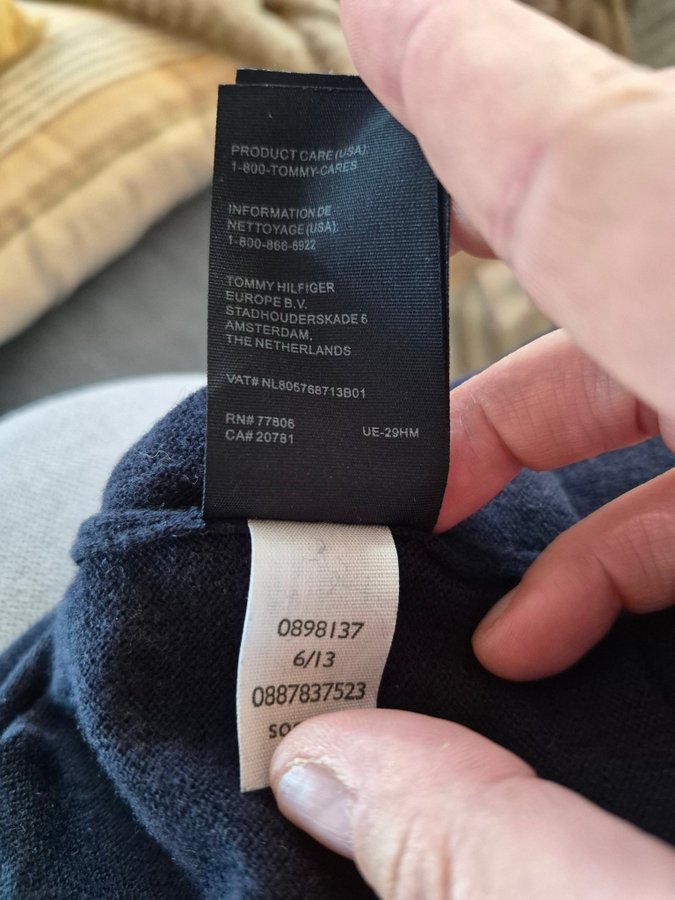 PRODUCT CARE (USA):
1-800-TOMMY-CARES
INFORMATION DE
NETTOYAGE (USA):
1-800-866-6922
TOMMY HILFIGER
EUROPE B.V.
STADHOUDERSKADE 6
AMSTERDAM,
THE NETHERLANDS
VAT# NL805768713B01
RN# 77806
CA# 20781 UE-29HM
0898137
6/13
0887837523